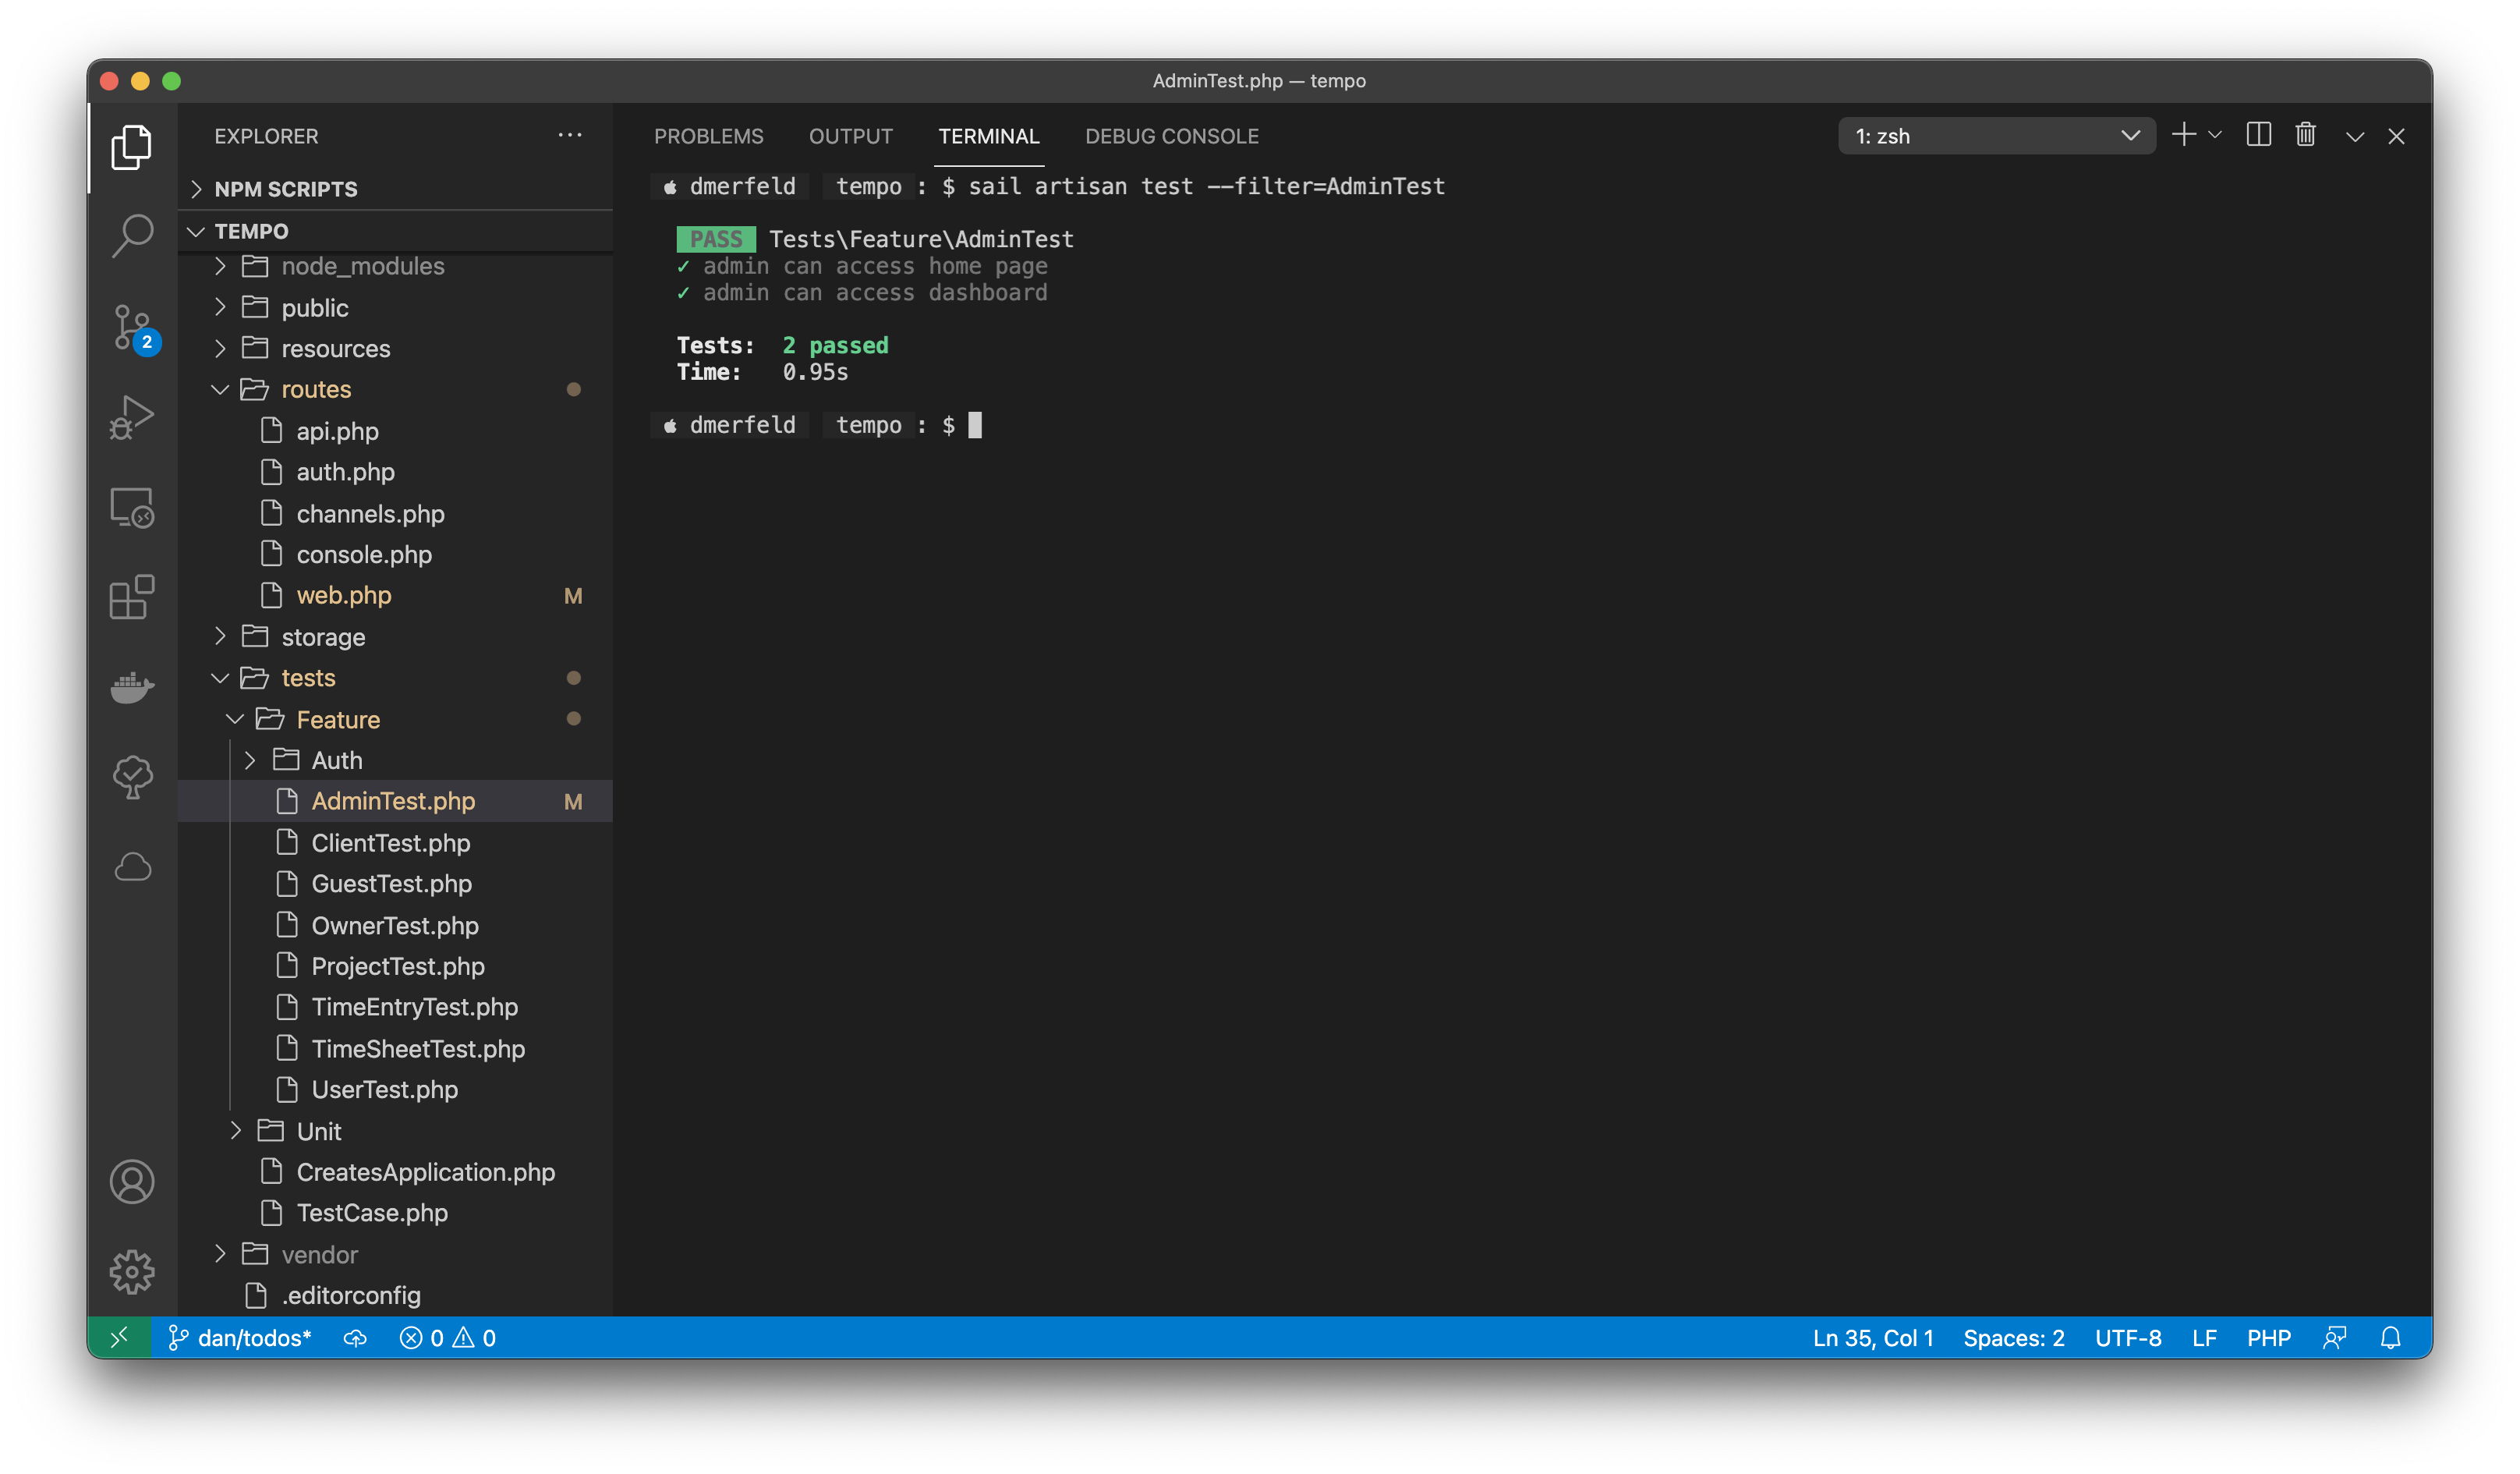 AdminTest.php — tempo
EXPLORER
NPM SCRIPTS
TEMPO
node_modules
public
resources
routes
api.php
auth.php
channels.php
console.php
web.php M
storage
tests
Feature
Auth
AdminTest.php M
ClientTest.php
GuestTest.php
OwnerTest.php
ProjectTest.php
TimeEntryTest.php
TimeSheetTest.php
UserTest.php
Unit
CreatesApplication.php
TestCase.php
vendor
.editorconfig
2
PROBLEMS OUTPUT TERMINAL DEBUG CONSOLE 1: zsh
dmerfeld tempo : $ sail artisan test --filter=AdminTest
PASS Tests\Feature\AdminTest
✓ admin can access home page
✓ admin can access dashboard
Tests: 2 passed
Time: 0.95s
dmerfeld tempo : $
dan/todos* 0 0 Ln 35, Col 1 Spaces: 2 UTF-8 LF PHP